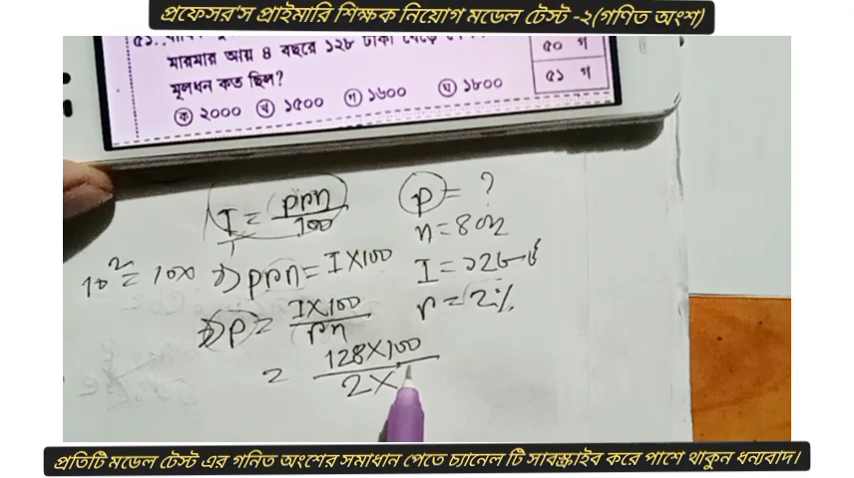 প্রফেসর'স প্রাইমারি শিক্ষক নিয়োগ মডেল টেস্ট -২(গণিত অংশ)
৫১..
মারমার আয় ৪ বছরে ১২৮ টাকা
মূলধন কত ছিল?
ক ২০০০ খ ১৫০০ গ ১৬০০ ঘ ১৮০০
৫০ গ
৫১ গ
I = prn/100
p = ?
n = 8
10² = 100 ⇒ prn = I×100
⇒ p = I×100/rn
r = 2%
= 128×100/2×
প্রতিটি মডেল টেস্ট এর গনিত অংশের সমাধান পেতে চ্যানেল টি সাবস্ক্রাইব করে পাশে থাকুন ধন্যবাদ।